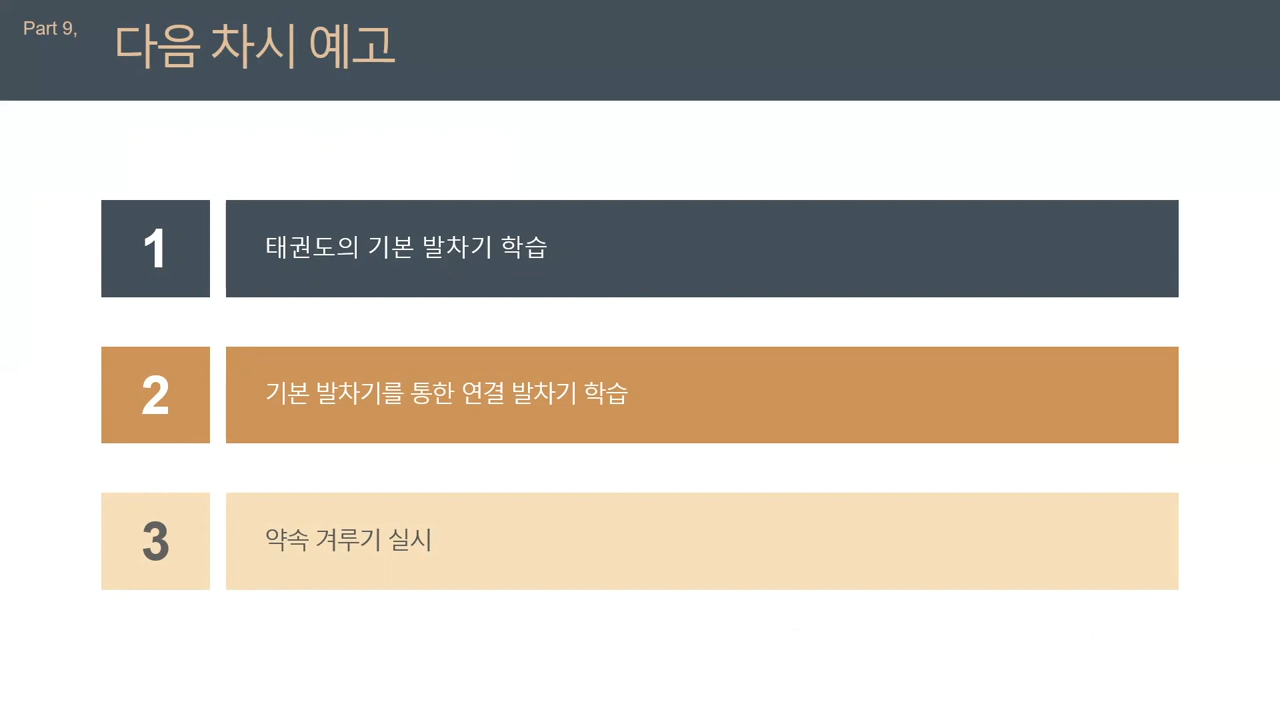 Part 9,
다음 차시 예고
1
태권도의 기본 발차기 학습
2
기본 발차기를 통한 연결 발차기 학습
3
약속 겨루기 실시